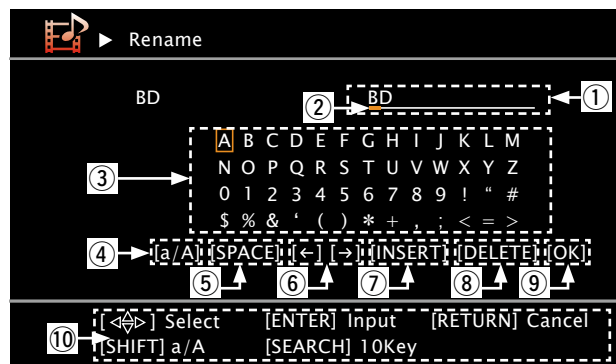 Rename
BD BD
① ②
A B C D E F G H I J K L M
N O P Q R S T U V W X Y Z
③
0 1 2 3 4 5 6 7 8 9 ! “ #
$ % & ‘ ( ) * + , ; < = >
④ [a/A] [SPACE] [←] [→] [INSERT] [DELETE] [OK]
⑤ ⑥ ⑦ ⑧ ⑨
⑩ [◁△▽▷] Select [ENTER] Input [RETURN] Cancel
[SHIFT] a/A [SEARCH] 10Key